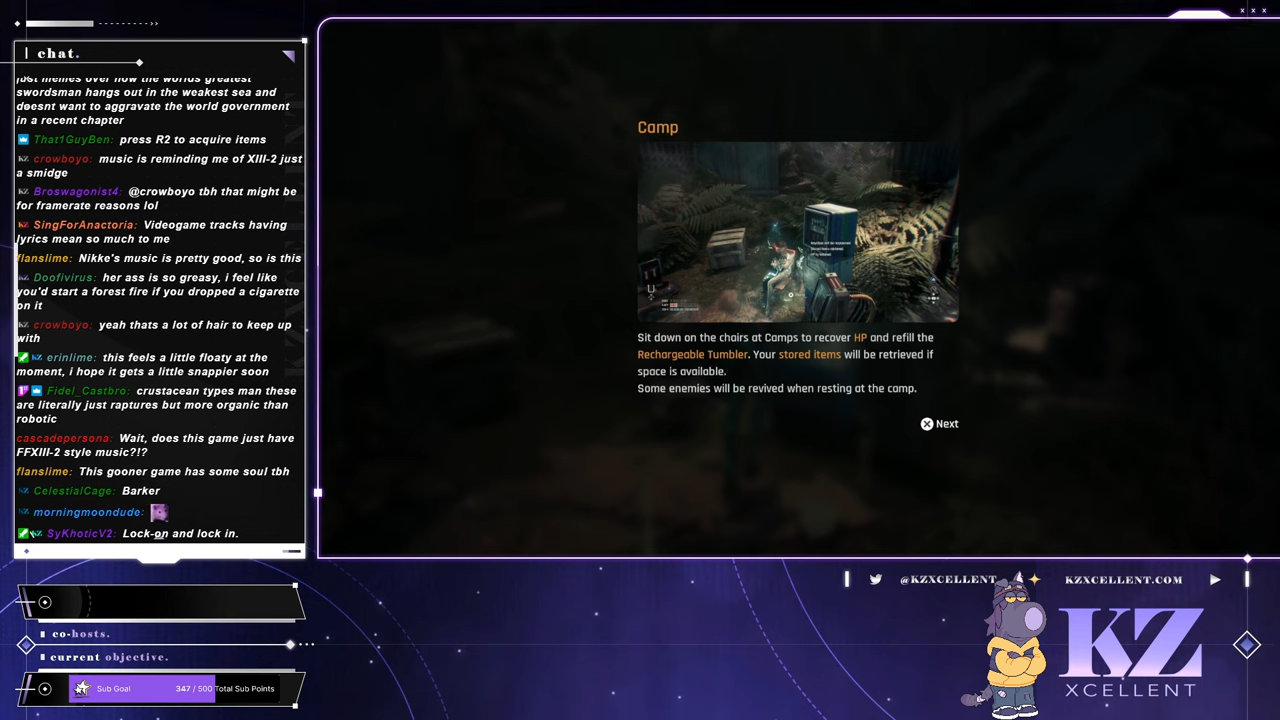 chat.
just memes over how the worlds greatest
swordsman hangs out in the weakest sea and
doesnt want to aggravate the world government
in a recent chapter
That1GuyBen: press R2 to acquire items
crowboyo: music is reminding me of XIII-2 just
a smidge
Broswagonist4: @crowboyo tbh that might be
for framerate reasons lol
SingForAnactoria: Videogame tracks having
lyrics mean so much to me
flanslime: Nikke's music is pretty good, so is this
Doofivirus: her ass is so greasy, i feel like
you'd start a forest fire if you dropped a cigarette
on it
crowboyo: yeah thats a lot of hair to keep up
with
erinlime: this feels a little floaty at the
moment, i hope it gets a little snappier soon
Fidel_Castbro: crustacean types man these
are literally just raptures but more organic than
robotic
cascadepersona: Wait, does this game just have
FFXIII-2 style music?!?
flanslime: This gooner game has some soul tbh
CelestialCage: Barker
morningmoondude:
SyKhoticV2: Lock-on and lock in.
co-hosts.
current objective.
Sub Goal 347 / 500 Total Sub Points
Camp
Sit down on the chairs at Camps to recover HP and refill the
Rechargeable Tumbler. Your stored items will be retrieved if
space is available.
Some enemies will be revived when resting at the camp.
Next
@KZXCELLENT
KZXCELLENT.COM
KZ
XCELLENT